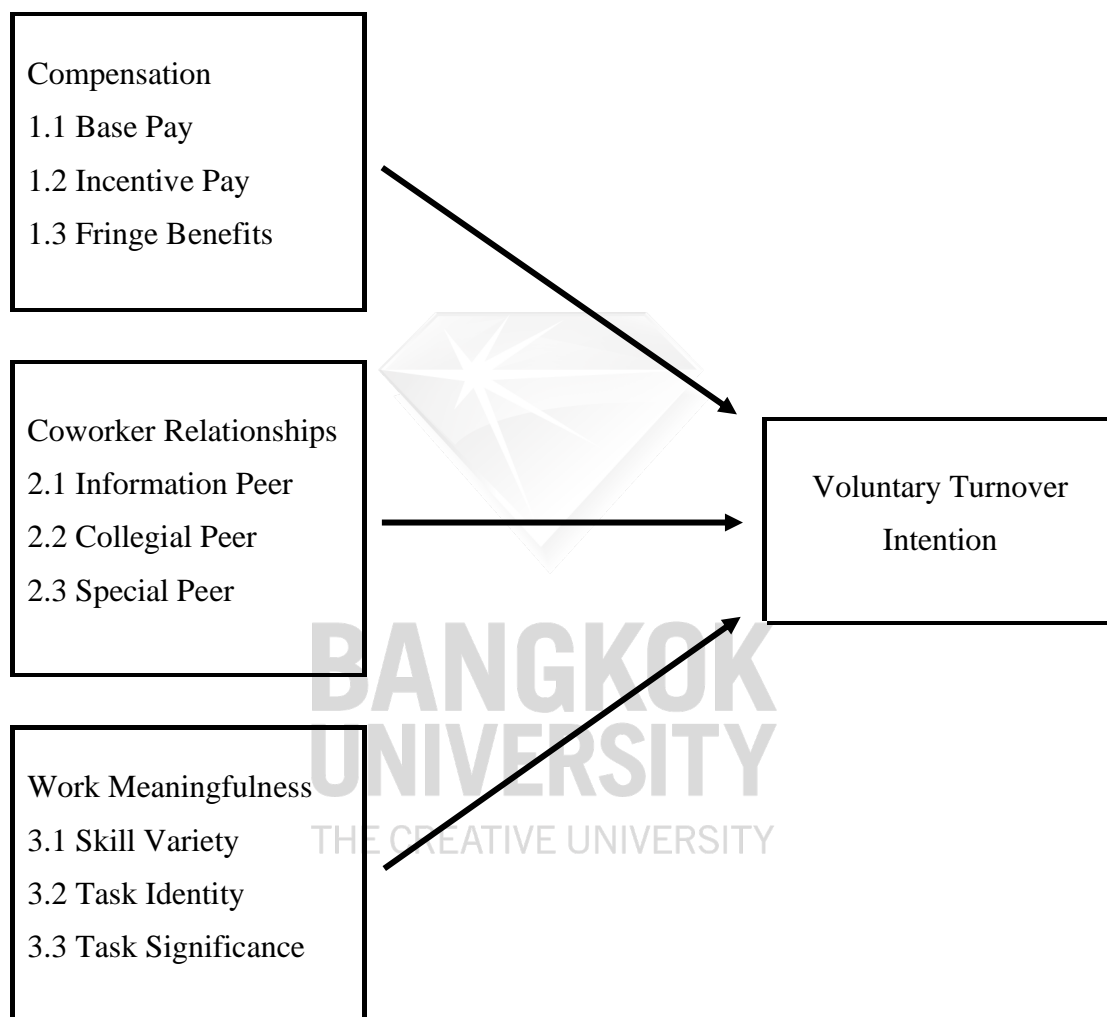 Compensation
1.1 Base Pay
1.2 Incentive Pay
1.3 Fringe Benefits
Coworker Relationships
2.1 Information Peer
2.2 Collegial Peer
2.3 Special Peer
Voluntary Turnover
Intention
Work Meaningfulness
3.1 Skill Variety
3.2 Task Identity
3.3 Task Significance
BANGKOK
UNIVERSITY
THE CREATIVE UNIVERSITY